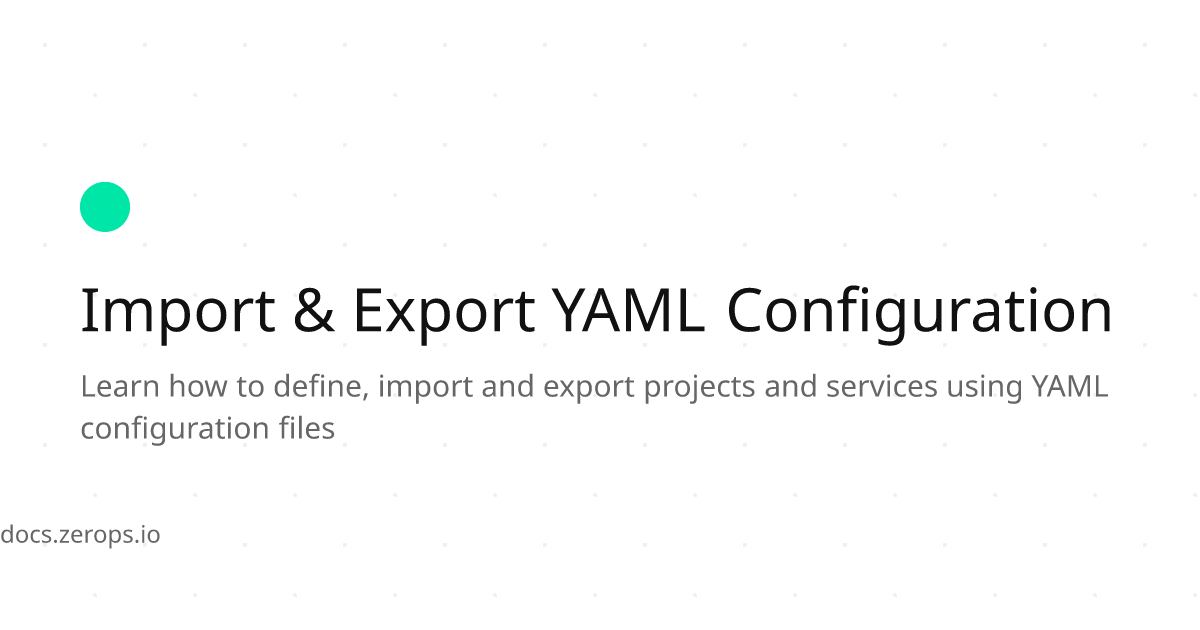 Import & Export YAML Configuration
Learn how to define, import and export projects and services using YAML
configuration files
docs.zerops.io